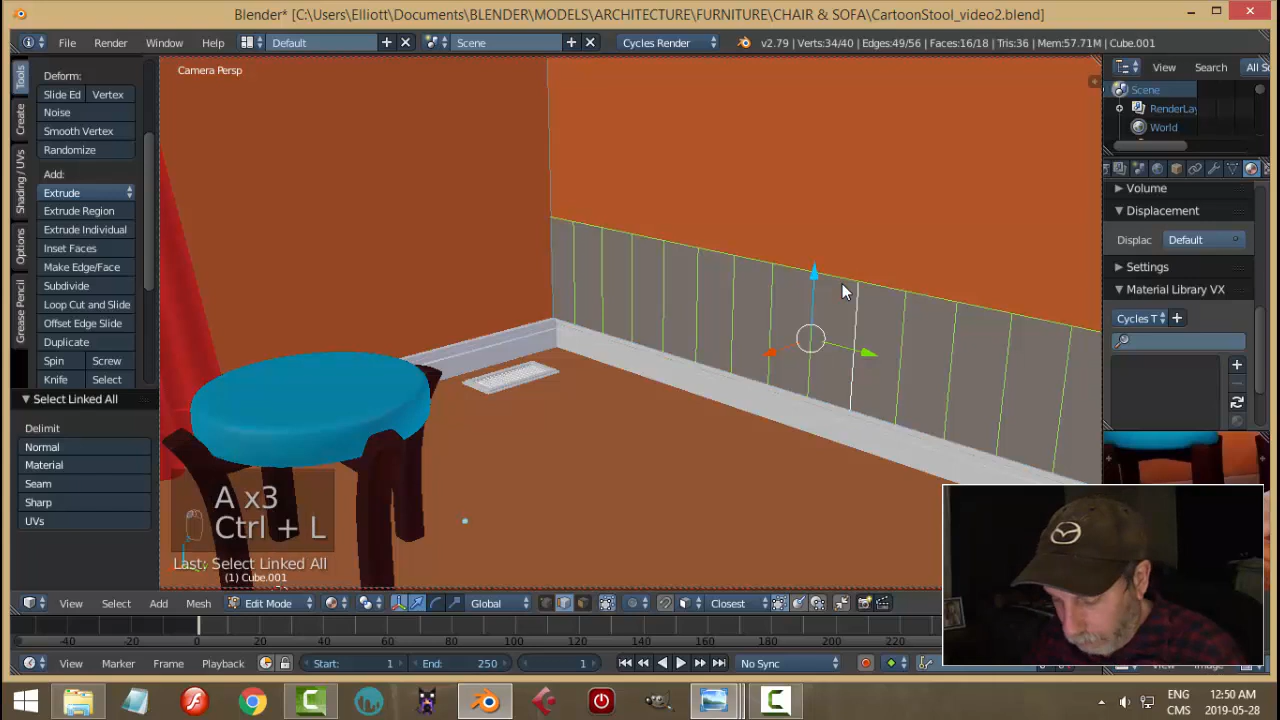 Blender* [C:\Users\Elliott\Documents\BLENDER\MODELS\ARCHITECTURE\FURNITURE\CHAIR & SOFA\CartoonStool_video2.blend]
File Render Window Help Default Scene Cycles Render v2.79 | Verts:34/40 | Edges:49/56 | Faces:16/18 | Tris:36 | Mem:57.71M | Cube.001
Tools
Create
Shading / UVs
Options
Grease Pencil
Deform:
Slide Ed Vertex
Noise
Smooth Vertex
Randomize
Add:
Extrude
Extrude Region
Extrude Individual
Inset Faces
Make Edge/Face
Subdivide
Loop Cut and Slide
Offset Edge Slide
Duplicate
Spin Screw
Knife Select
Select Linked All
Delimit
Normal
Material
Seam
Sharp
UVs
Camera Persp
A x3
Ctrl + L
Last: Select Linked All
(1) Cube.001
View Search All S
Scene
RenderLay
World
Volume
Displacement
Displac Default
Settings
Material Library VX
Cycles T
View Select Add Mesh Edit Mode Global Closest
-40 -20 0 20 40 60 80 100 120 140 160 180 200 220
View Marker Frame Playback Start: 1 End: 250 1 No Sync
ENG
CMS
12:50 AM
2019-05-28